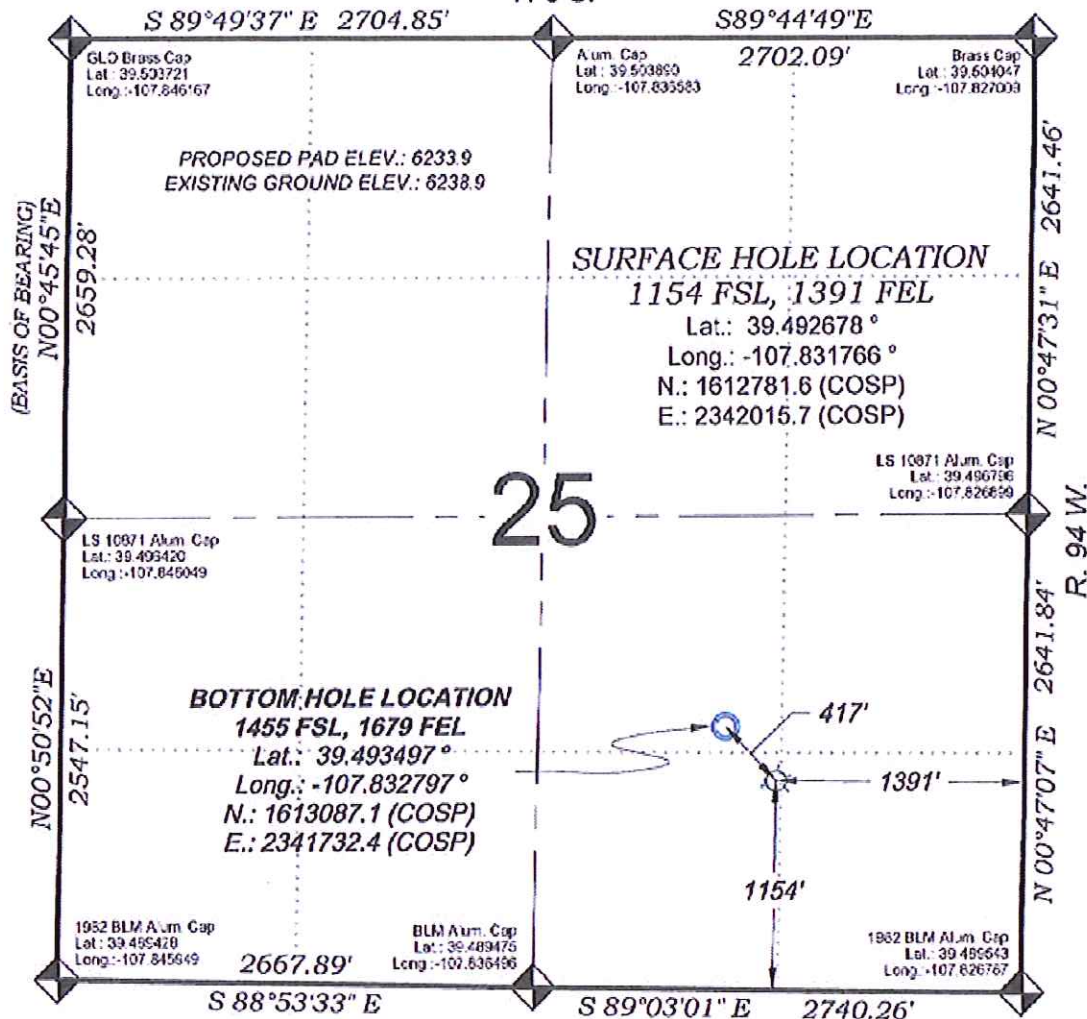 S 89°49'37" E 2704.85'
S89°44'49"E
2702.09'
GLO Brass Cap
Lat.: 39.503721
Long.:-107.846167
Alum. Cap
Lat.: 39.503890
Long.:-107.836583
Brass Cap
Lat.: 39.504047
Long.:-107.827009
PROPOSED PAD ELEV.: 6233.9
EXISTING GROUND ELEV.: 6238.9
(BASIS OF BEARING)
N00°45'45"E
2659.28'
N 00°47'31" E 2641.46'
SURFACE HOLE LOCATION
1154 FSL, 1391 FEL
Lat.: 39.492678 °
Long.: -107.831766 °
N.: 1612781.6 (COSP)
E.: 2342015.7 (COSP)
LS 10871 Alum. Cap
Lat.: 39.496796
Long.:-107.826899
25
R. 94 W.
LS 10871 Alum. Cap
Lat.: 39.496420
Long.:-107.846049
N00°50'52"E
2547.15'
N 00°47'07" E 2641.84'
BOTTOM HOLE LOCATION
1455 FSL, 1679 FEL
Lat.: 39.493497 °
Long.: -107.832797 °
N.: 1613087.1 (COSP)
E.: 2341732.4 (COSP)
417'
1391'
1154'
1982 BLM Alum. Cap
Lat.: 39.489428
Long.:-107.845949
BLM Alum. Cap
Lat.: 39.489475
Long.:-107.836496
1982 BLM Alum. Cap
Lat.: 39.489543
Long.:-107.826767
2667.89'
S 88°53'33" E
S 89°03'01" E 2740.26'